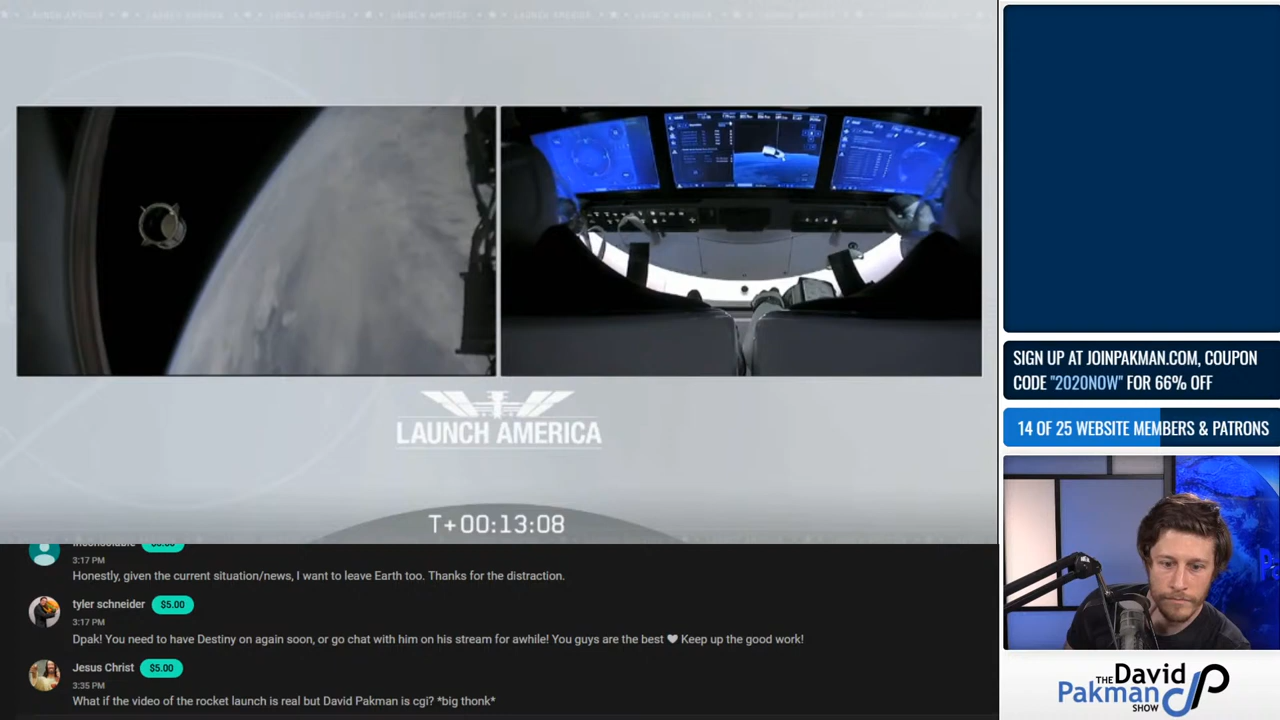 LAUNCH AMERICA
T+00:13:08
$5.00
3:17 PM
Honestly, given the current situation/news, I want to leave Earth too. Thanks for the distraction.
tyler schneider $5.00
3:17 PM
Dpak! You need to have Destiny on again soon, or go chat with him on his stream for awhile! You guys are the best 🖤 Keep up the good work!
Jesus Christ $5.00
3:35 PM
What if the video of the rocket launch is real but David Pakman is cgi? *big thonk*
SIGN UP AT JOINPAKMAN.COM, COUPON
CODE "2020NOW" FOR 66% OFF
14 OF 25 WEBSITE MEMBERS & PATRONS
THE David
Pakman
SHOW